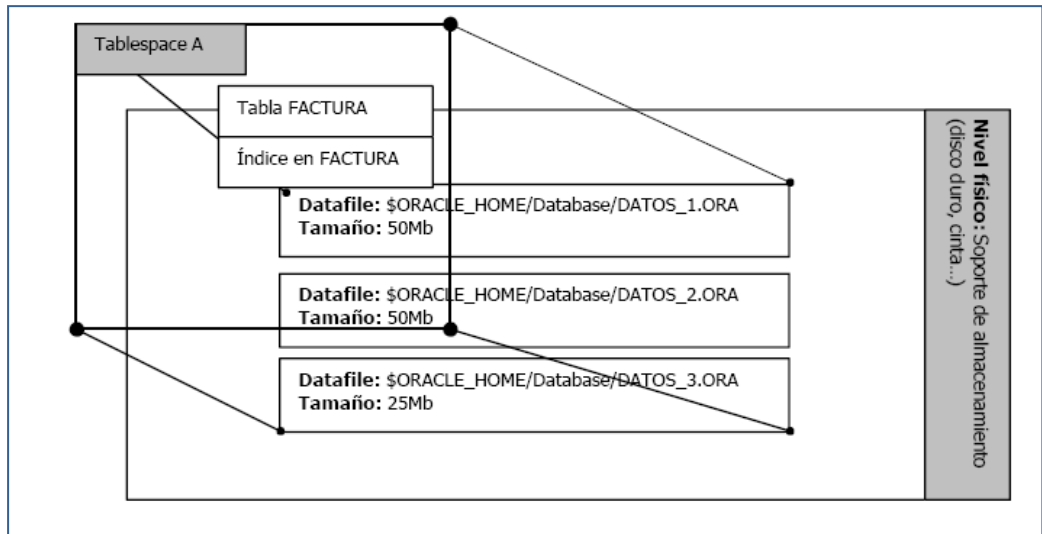 Tablespace A
Tabla FACTURA
Índice en FACTURA
Datafile: $ORACLE_HOME/Database/DATOS_1.ORA
Tamaño: 50Mb
Datafile: $ORACLE_HOME/Database/DATOS_2.ORA
Tamaño: 50Mb
Datafile: $ORACLE_HOME/Database/DATOS_3.ORA
Tamaño: 25Mb
Nivel físico: Soporte de almacenamiento
(disco duro, cinta...)